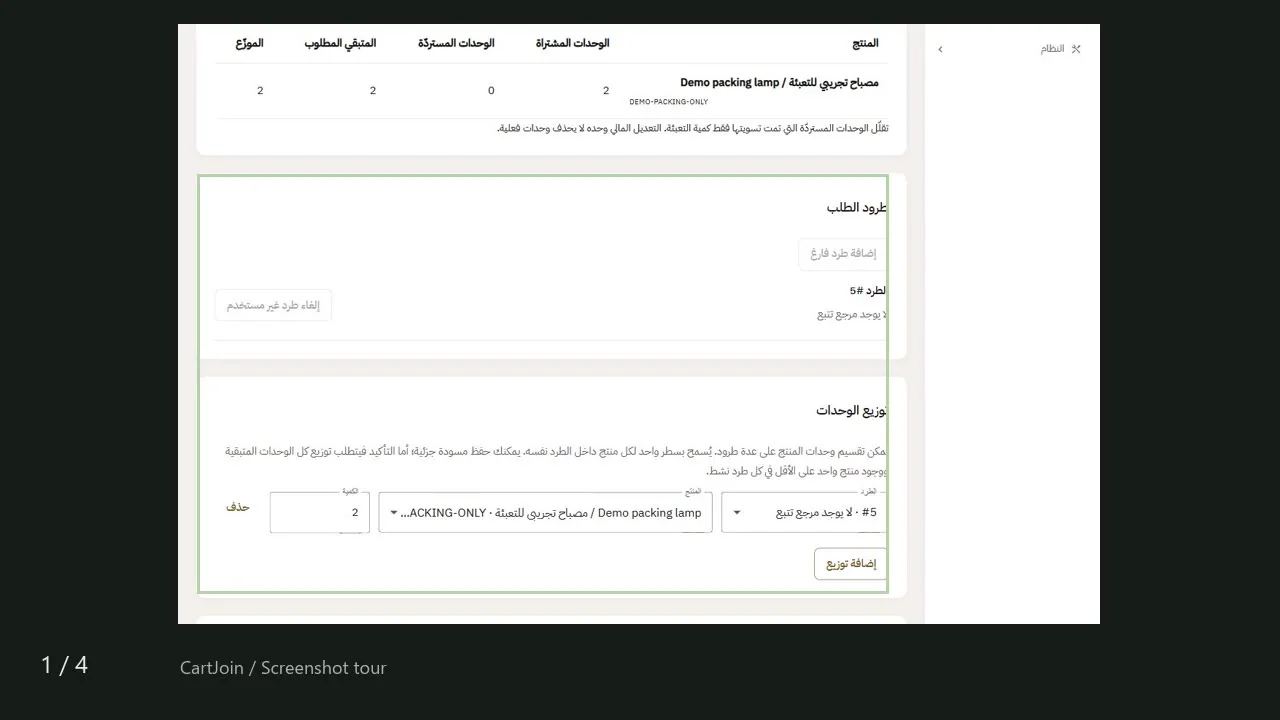 النظام
المنتج الوحدات المشتراة الوحدات المستردّة المتبقي المطلوب الموزّع
مصباح تجريبي للتعبئة / Demo packing lamp 2 0 2 2
DEMO-PACKING-ONLY
تقلّل الوحدات المستردّة التي تمت تسويتها فقط كمية التعبئة. التعديل المالي وحده لا يحذف وحدات فعلية.
طرود الطلب
إضافة طرد فارغ
الطرد #5
إلغاء طرد غير مستخدم
لا يوجد مرجع تتبع
توزيع الوحدات
يمكن تقسيم وحدات المنتج على عدة طرود. يُسمح بسطر واحد لكل منتج داخل الطرد نفسه. يمكنك حفظ مسودة جزئية؛ أما التأكيد فيتطلب توزيع كل الوحدات المتبقية
ووجود منتج واحد على الأقل في كل طرد نشط.
الطرد المنتج الكمية
#5 · لا يوجد مرجع تتبع
Demo packing lamp / مصباح تجريبي للتعبئة · ACKING-ONLY...
2
حذف
إضافة توزيع
1 / 4
CartJoin / Screenshot tour